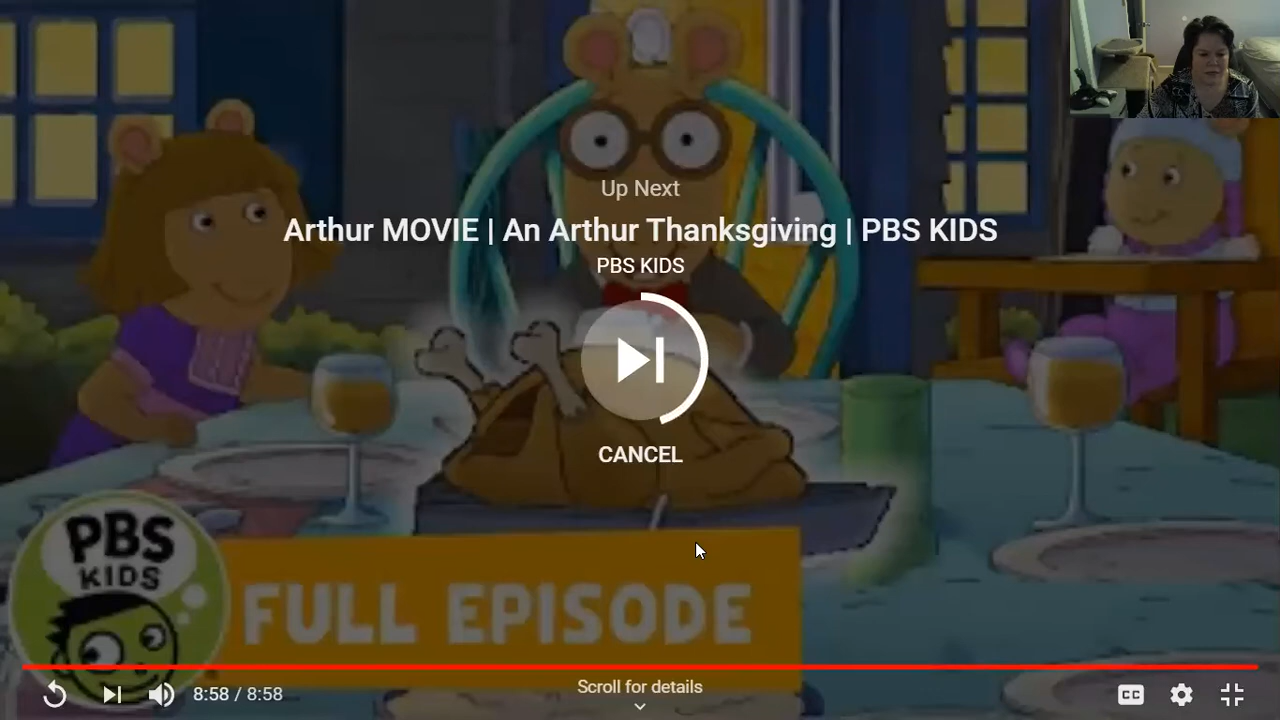 Up Next
Arthur MOVIE | An Arthur Thanksgiving | PBS KIDS
PBS KIDS
CANCEL
PBS
KIDS
FULL EPISODE
8:58 / 8:58
Scroll for details
CC